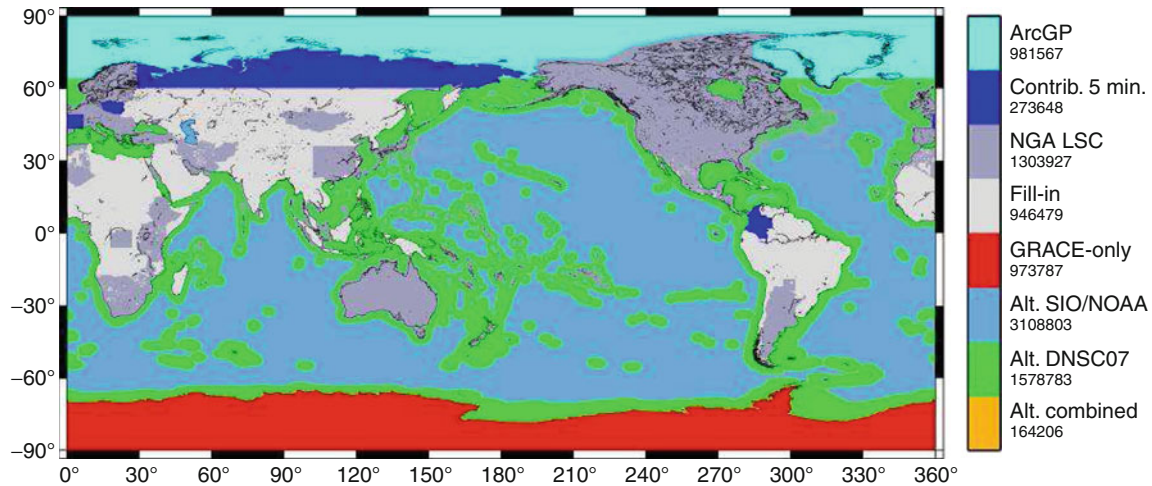 90°
60°
30°
0°
−30°
−60°
−90°
0° 30° 60° 90° 120° 150° 180° 210° 240° 270° 300° 330° 360°
ArcGP
981567
Contrib. 5 min.
273648
NGA LSC
1303927
Fill-in
946479
GRACE-only
973787
Alt. SIO/NOAA
3108803
Alt. DNSC07
1578783
Alt. combined
164206